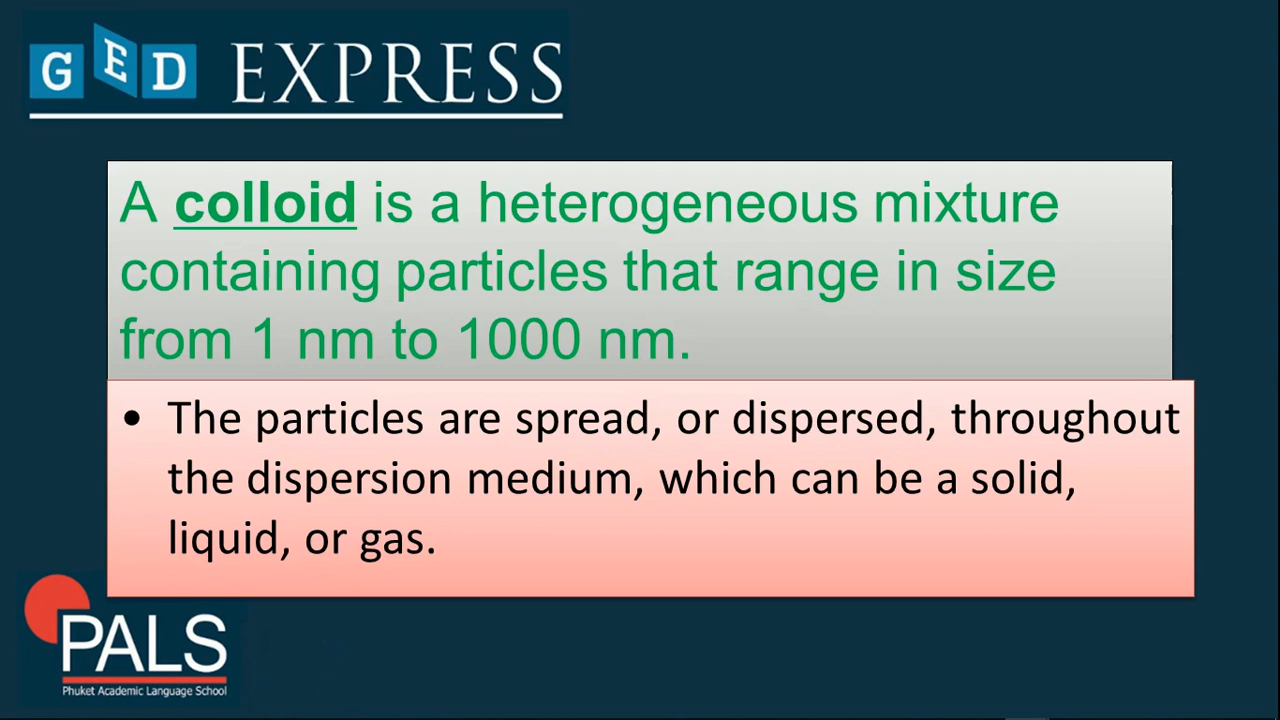 GED EXPRESS
A colloid is a heterogeneous mixture
containing particles that range in size
from 1 nm to 1000 nm.
• The particles are spread, or dispersed, throughout
the dispersion medium, which can be a solid,
liquid, or gas.
PALS
Phuket Academic Language School